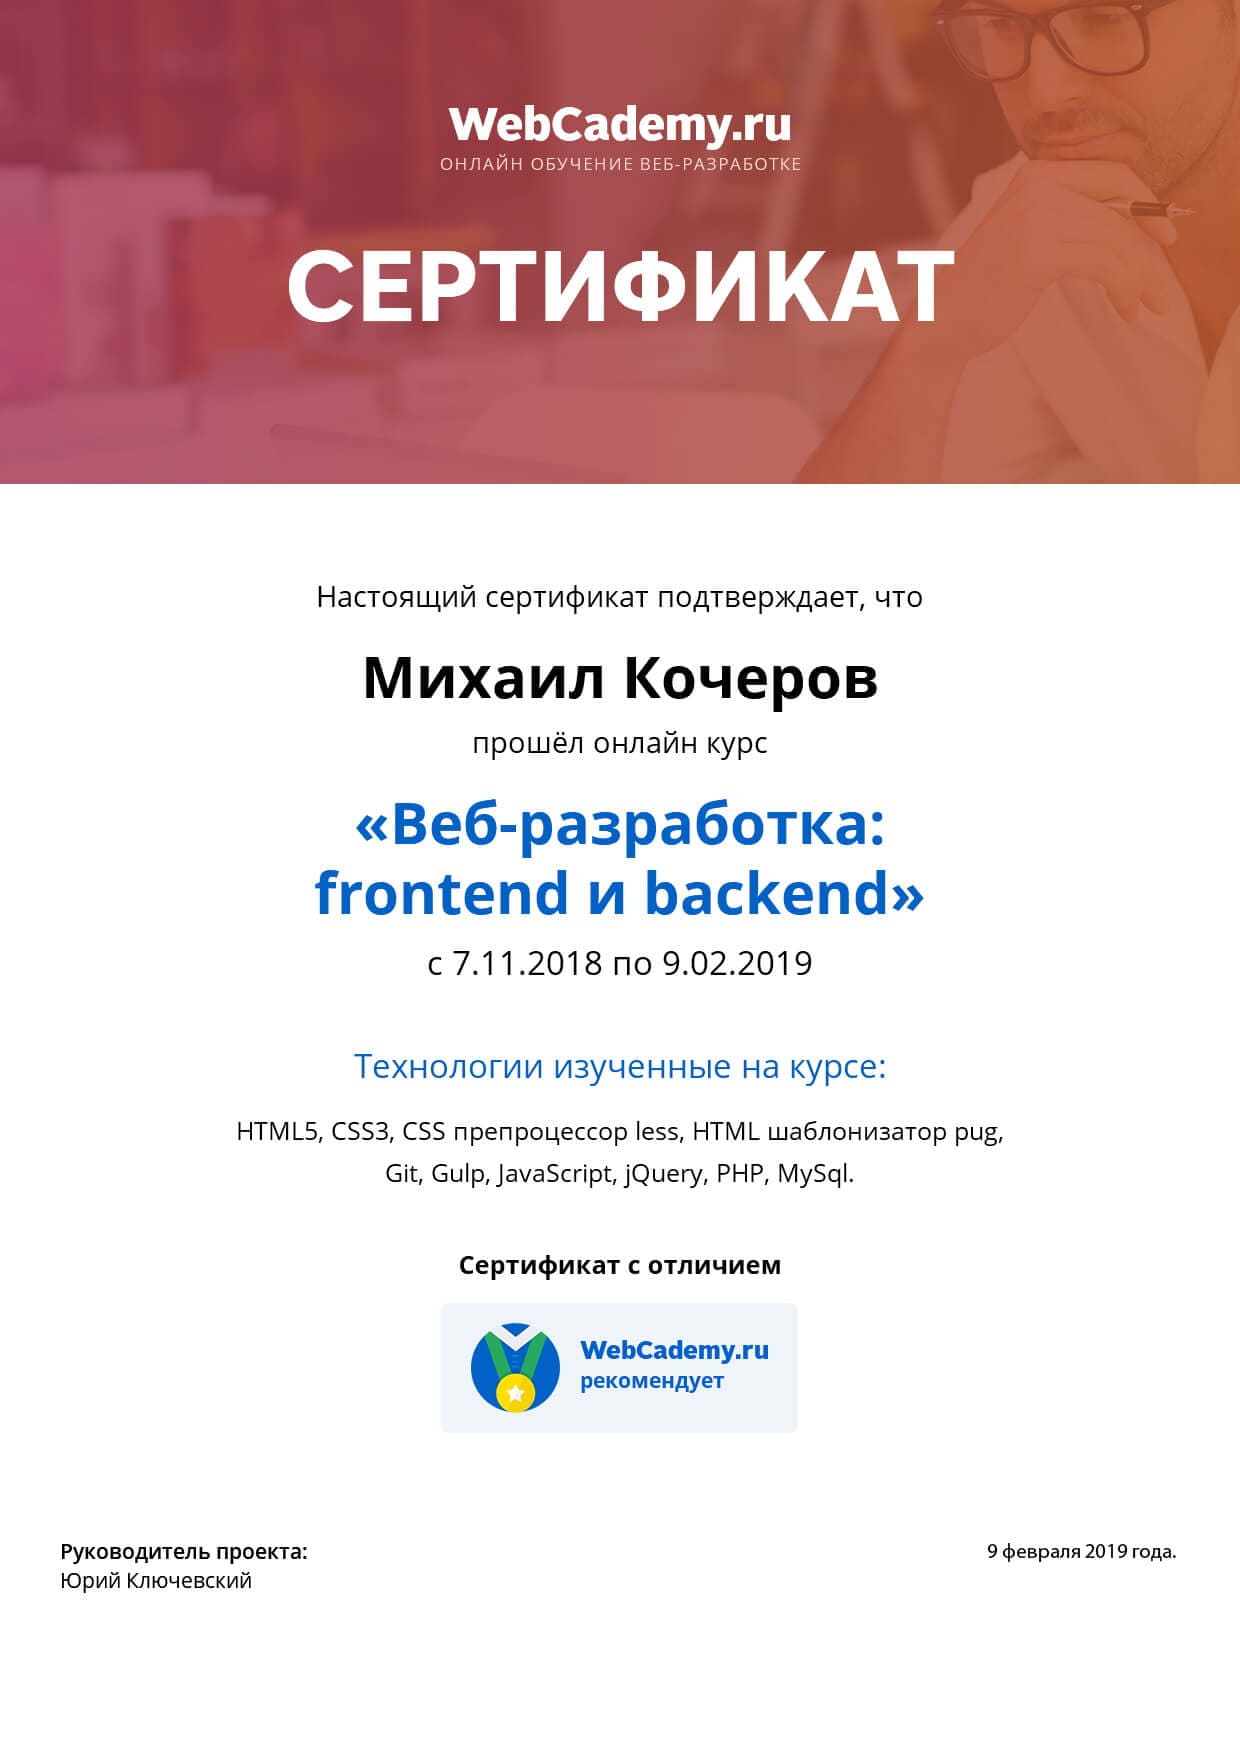 WebCademy.ru
ОНЛАЙН ОБУЧЕНИЕ ВЕБ-РАЗРАБОТКЕ
СЕРТИФИКАТ
Настоящий сертификат подтверждает, что
Михаил Кочеров
прошёл онлайн курс
«Веб-разработка:
frontend и backend»
с 7.11.2018 по 9.02.2019
Технологии изученные на курсе:
HTML5, CSS3, CSS препроцессор less, HTML шаблонизатор pug,
Git, Gulp, JavaScript, jQuery, PHP, MySql.
Сертификат с отличием
WebCademy.ru
рекомендует
Руководитель проекта:
Юрий Ключевский
9 февраля 2019 года.